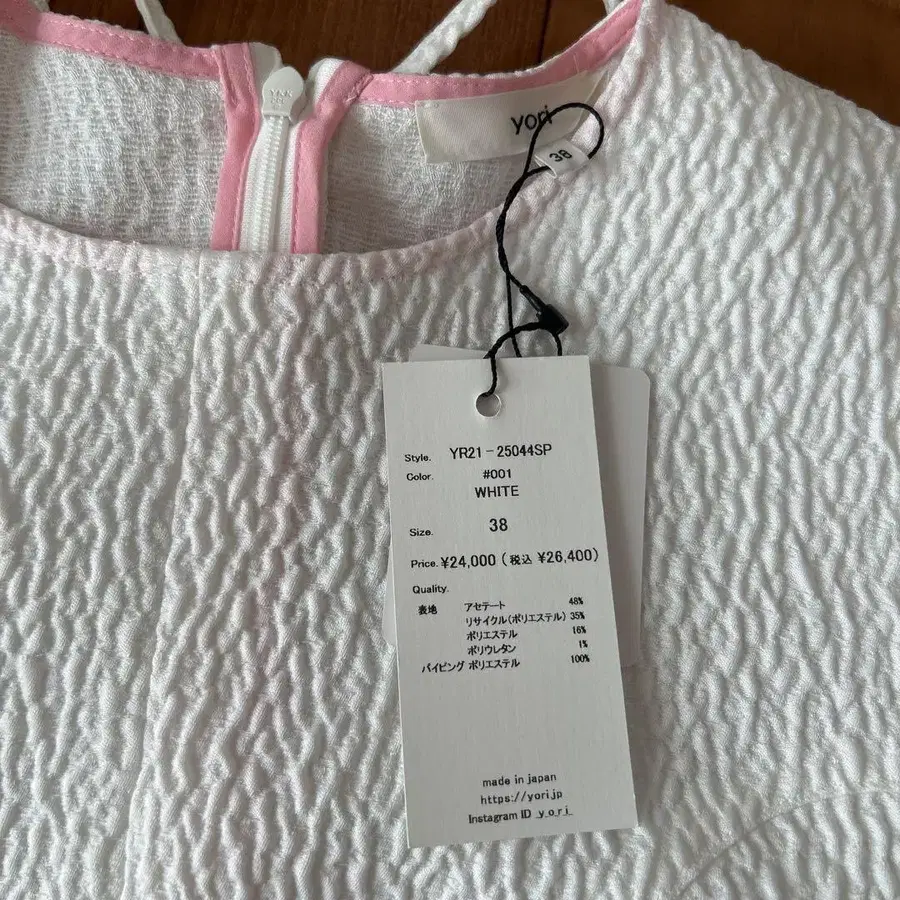 yori
38
Style. YR21-25044SP
Color. #001
WHITE
Size. 38
Price. ¥24,000 (税込 ¥26,400)
Quality.
表地 アセテート 48%
リサイクル(ポリエステル) 35%
ポリエステル 16%
ポリウレタン 1%
パイピング ポリエステル 100%
made in japan
https://yori.jp
Instagram ID _y_o_r_i_